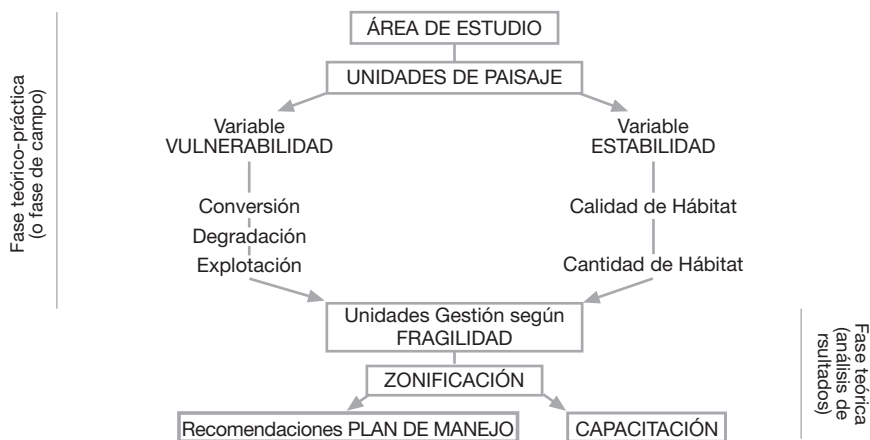 ÁREA DE ESTUDIO
UNIDADES DE PAISAJE
Fase teórico-práctica
(o fase de campo)
Variable
VULNERABILIDAD
Variable
ESTABILIDAD
Conversión
Degradación
Explotación
Calidad de Hábitat
Cantidad de Hábitat
Unidades Gestión según
FRAGILIDAD
ZONIFICACIÓN
Recomendaciones PLAN DE MANEJO
CAPACITACIÓN
Fase teórica
(análisis de
rsultados)